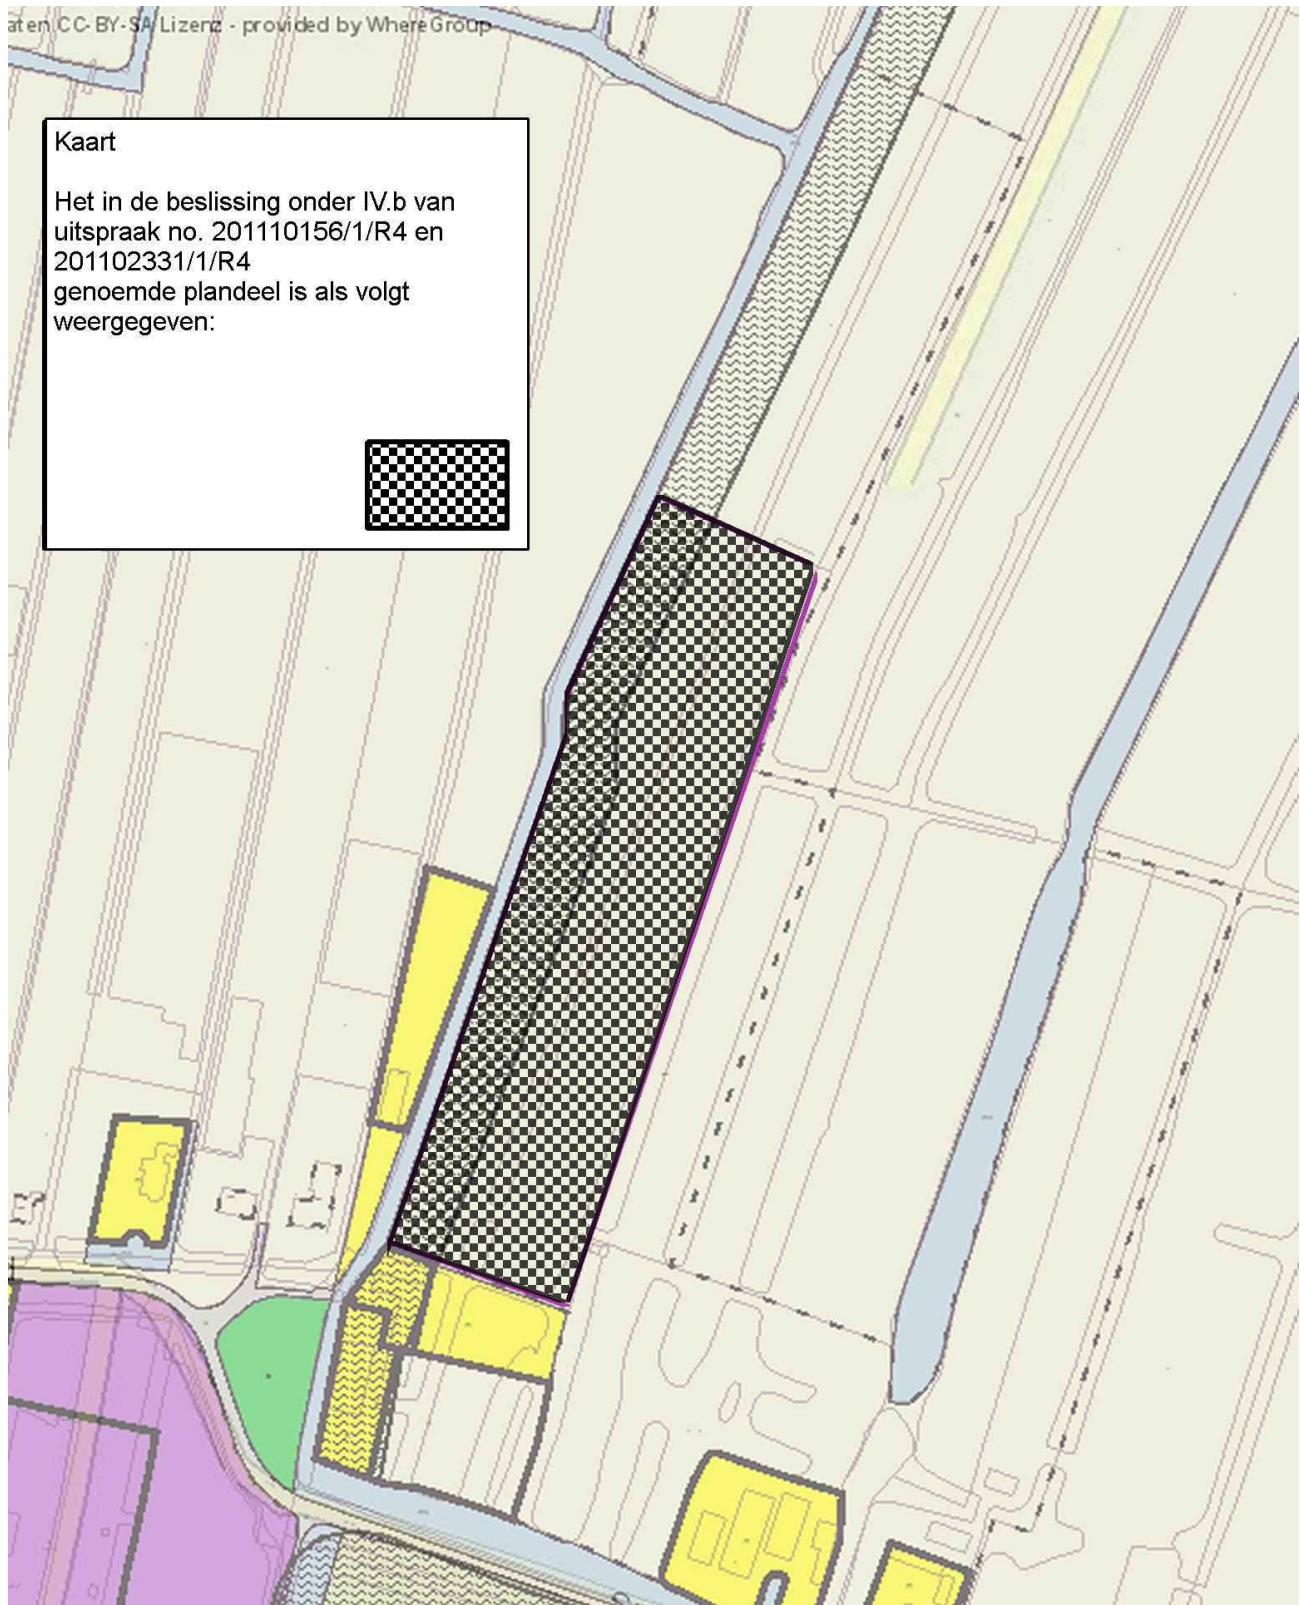 aten CC-BY-SA Lizenz - provided by WhereGroup
Kaart
Het in de beslissing onder IV.b van
uitspraak no. 201110156/1/R4 en
201102331/1/R4
genoemde plandeel is als volgt
weergegeven: